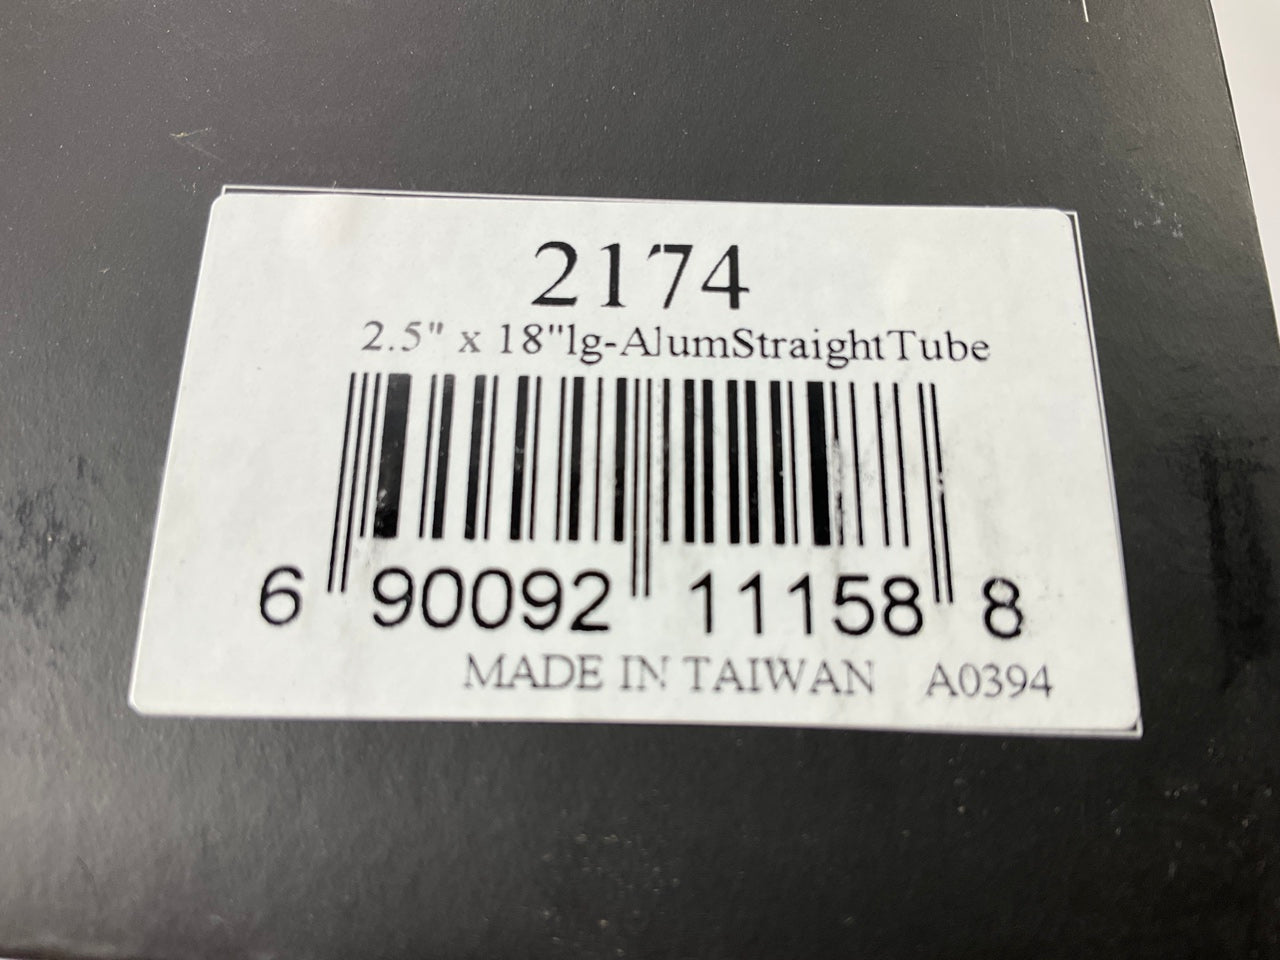 2174
2.5" x 18"lg-AlumStraightTube
6 90092 11158 8
MADE IN TAIWAN A0394